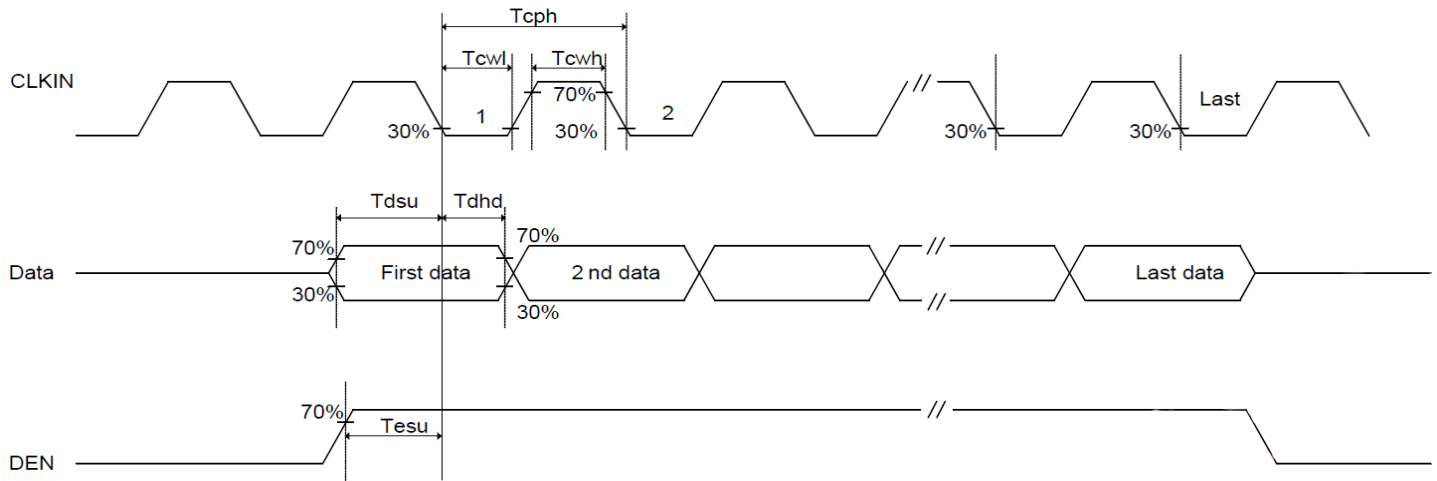 Tcph
Tcwl Tcwh
CLKIN
70%
1 2 Last
30% 30% 30% 30%
Tdsu Tdhd
70% 70%
Data First data 2 nd data Last data
30%
30%
70%
Tesu
DEN